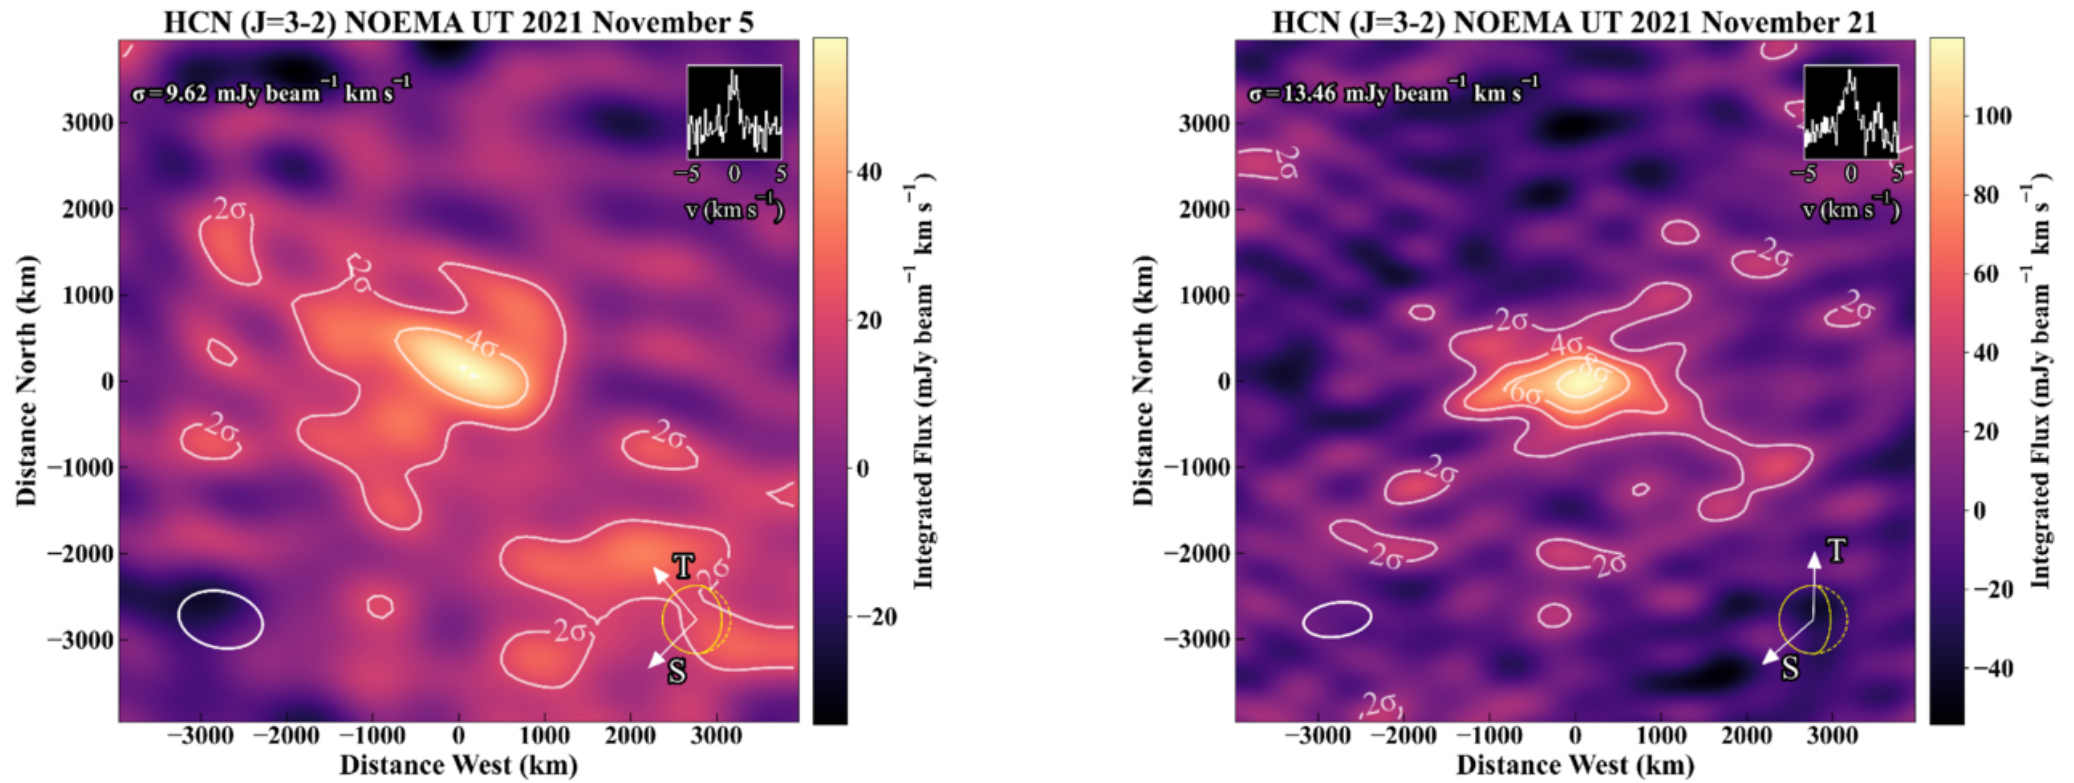 HCN (J=3-2) NOEMA UT 2021 November 5
σ=9.62 mJy beam⁻¹ km s⁻¹
−5 0 5
v (km s⁻¹)
3000
2000
1000
0
−1000
−2000
−3000
Distance North (km)
2σ
2σ
4σ
2σ
2σ
2σ
2σ
T
S
−3000 −2000 −1000 0 1000 2000 3000
Distance West (km)
40
20
0
−20
Integrated Flux (mJy beam⁻¹ km s⁻¹)
HCN (J=3-2) NOEMA UT 2021 November 21
σ=13.46 mJy beam⁻¹ km s⁻¹
−5 0 5
v (km s⁻¹)
3000
2000
1000
0
−1000
−2000
−3000
Distance North (km)
2σ
2σ
2σ
2σ
4σ
8σ
6σ
2σ
2σ
2σ
2σ
T
S
−3000 −2000 −1000 0 1000 2000 3000
Distance West (km)
100
80
60
40
20
0
−20
−40
Integrated Flux (mJy beam⁻¹ km s⁻¹)